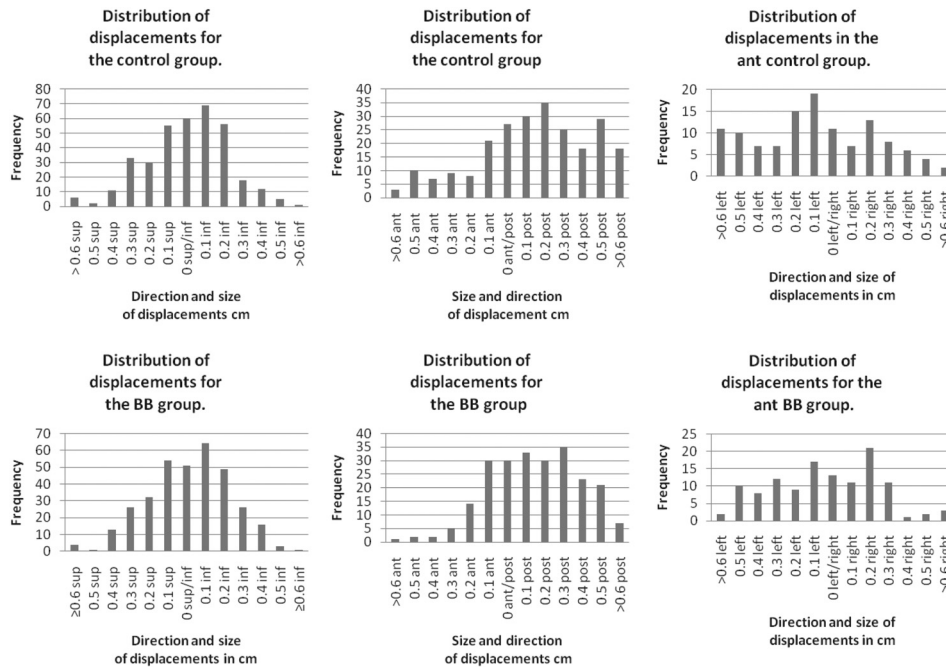 Distribution of
displacements for
the control group.
Frequency
80
70
60
50
40
30
20
10
0
> 0.6 sup
0.5 sup
0.4 sup
0.3 sup
0.2 sup
0.1 sup
0 sup/inf
0.1 inf
0.2 inf
0.3 inf
0.4 inf
0.5 inf
>0.6 inf
Direction and size
of displacements cm
Distribution of
displacements for
the control group
Frequency
40
35
30
25
20
15
10
5
0
>0.6 ant
0.5 ant
0.4 ant
0.3 ant
0.2 ant
0.1 ant
0 ant/post
0.1 post
0.2 post
0.3 post
0.4 post
0.5 post
>0.6 post
Size and direction
of displacement cm
Distribution of
displacements in the
ant control group.
Frequency
20
15
10
5
0
>0.6 left
0.5 left
0.4 left
0.3 left
0.2 left
0.1 left
0 left/right
0.1 right
0.2 right
0.3 right
0.4 right
0.5 right
>0.6 right
Direction and size of
displacements in cm
Distribution of
displacements for
the BB group.
Frequency
70
60
50
40
30
20
10
0
≥0.6 sup
0.5 sup
0.4 sup
0.3 sup
0.2 sup
0.1 sup
0 sup/inf
0.1 inf
0.2 inf
0.3 inf
0.4 inf
0.5 inf
≥0.6 inf
Direction and size
of displacements in cm
Distribution of
displacements for
the BB group
Frequency
40
35
30
25
20
15
10
5
0
>0.6 ant
0.5 ant
0.4 ant
0.3 ant
0.2 ant
0.1 ant
0 ant/post
0.1 post
0.2 post
0.3 post
0.4 post
0.5 post
>0.6 post
Size and direction
of displacements cm
Distribution of
displacements for the
ant BB group.
Frequency
25
20
15
10
5
0
>0.6 left
0.5 left
0.4 left
0.3 left
0.2 left
0.1 left
0 left/right
0.1 right
0.2 right
0.3 right
0.4 right
0.5 right
>0.6 right
Direction and size of
displacements in cm